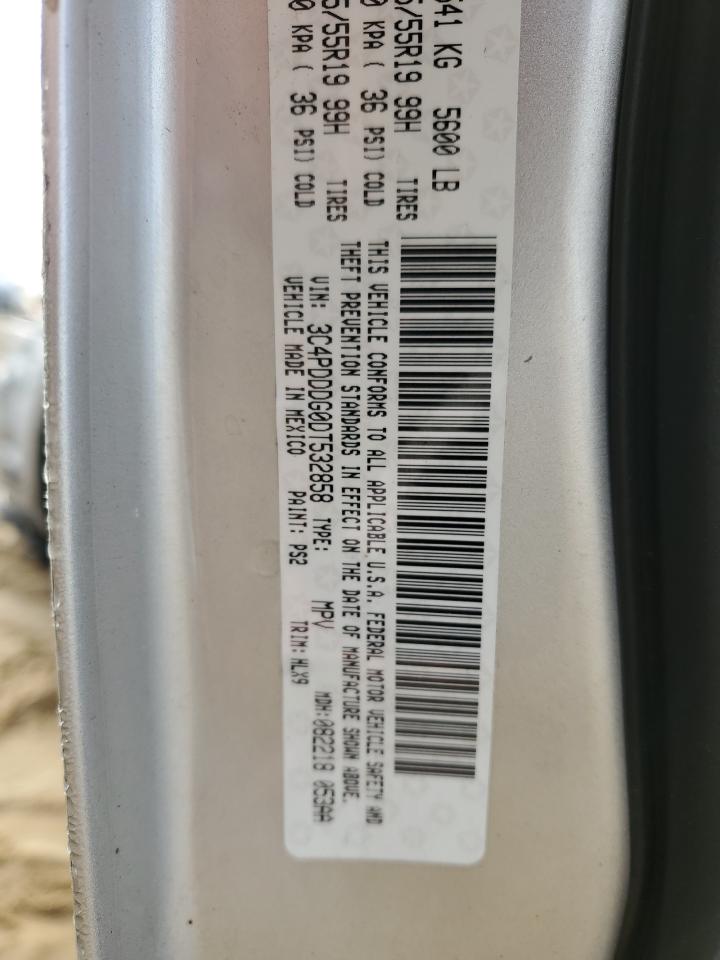 541 KG 5600 LB
5/55R19 99H TIRES
0 KPA ( 36 PSI) COLD
5/55R19 99H TIRES
0 KPA ( 36 PSI) COLD
THIS VEHICLE CONFORMS TO ALL APPLICABLE U.S.A. FEDERAL MOTOR VEHICLE SAFETY AND
THEFT PREVENTION STANDARDS IN EFFECT ON THE DATE OF MANUFACTURE SHOWN ABOVE.
VIN: 3C4PDDDG0DT532858 TYPE: MPV MDH:082218 053AA
VEHICLE MADE IN MEXICO PAINT: PS2 TRIM: HLX9